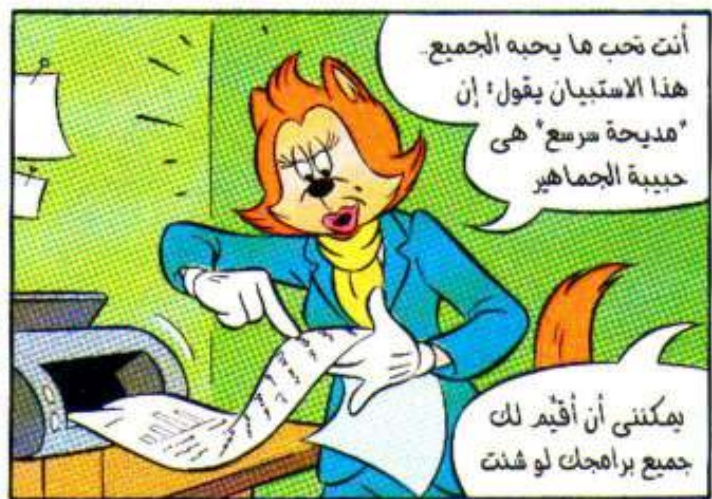 أنت تحب ما يحبه الجميع..
هذا الاستبيان يقول: إن
"مديحة سرسع" هى
حبيبة الجماهير
يمكننى أن أقيّم لك
جميع برامجك لو شئت